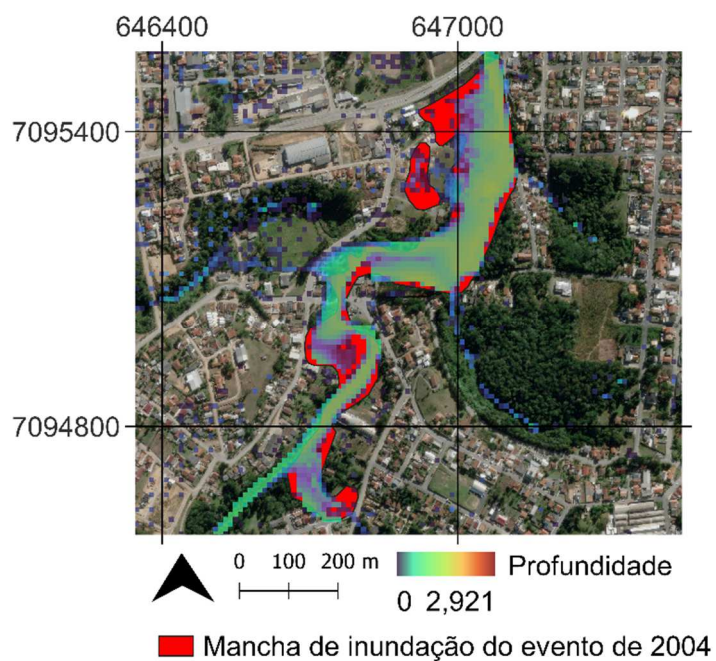 646400 647000
7095400
7094800
0 100 200 m
Profundidade
0 2,921
Mancha de inundação do evento de 2004